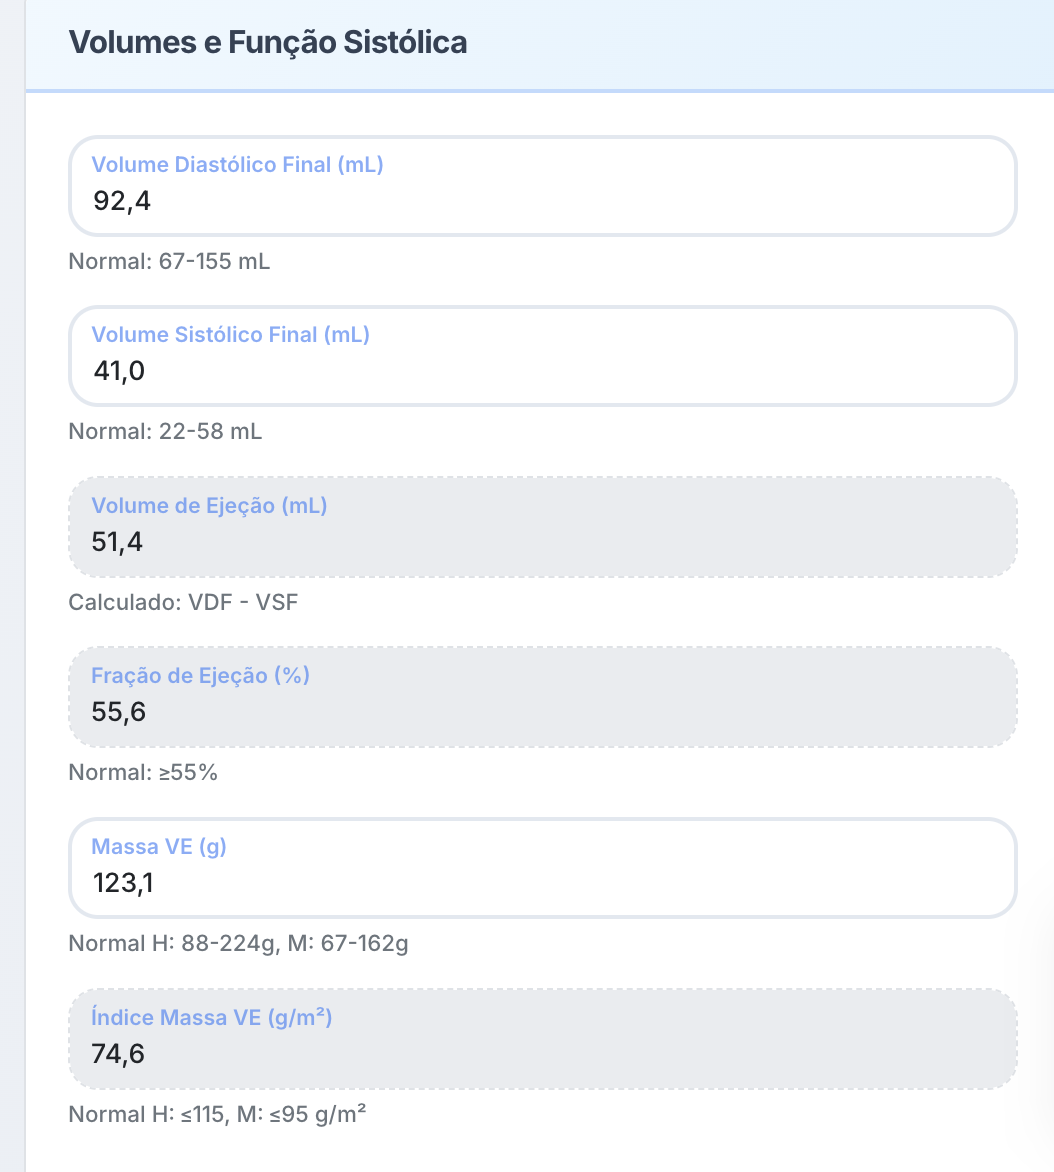 Volumes e Função Sistólica
Volume Diastólico Final (mL)
92,4
Normal: 67-155 mL
Volume Sistólico Final (mL)
41,0
Normal: 22-58 mL
Volume de Ejeção (mL)
51,4
Calculado: VDF - VSF
Fração de Ejeção (%)
55,6
Normal: ≥55%
Massa VE (g)
123,1
Normal H: 88-224g, M: 67-162g
Índice Massa VE (g/m²)
74,6
Normal H: ≤115, M: ≤95 g/m²